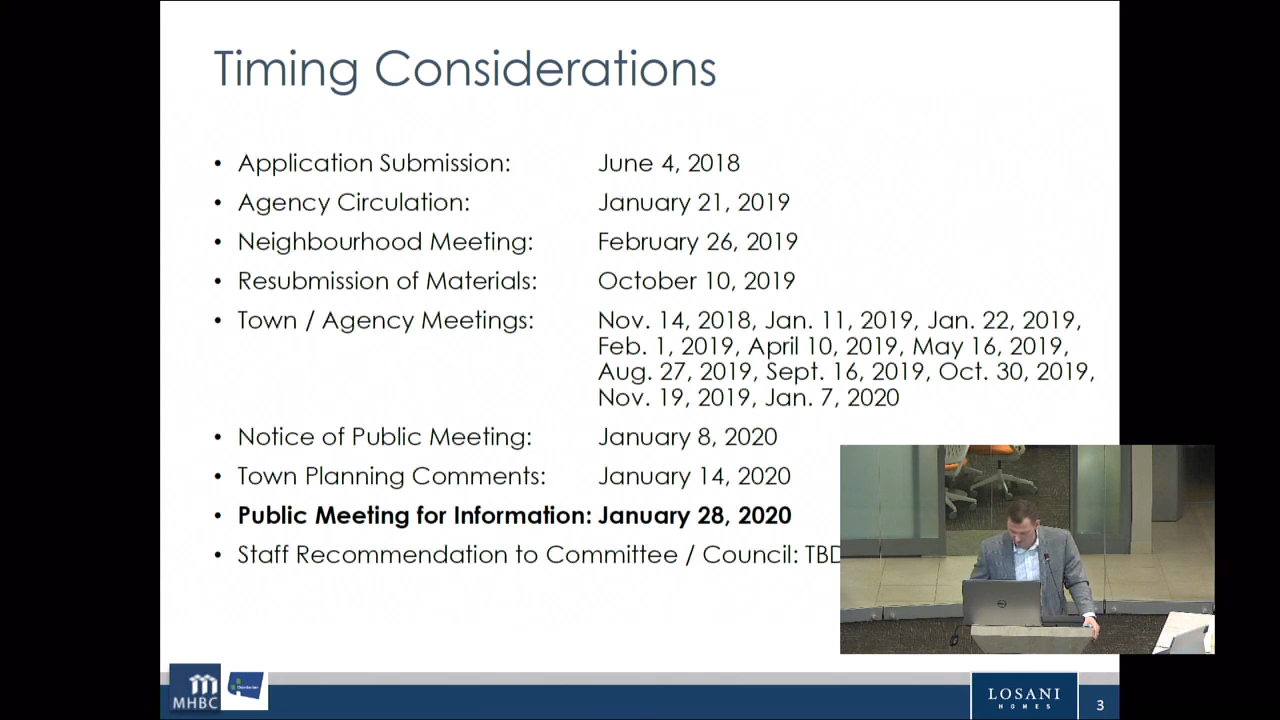 Timing Considerations
• Application Submission: June 4, 2018
• Agency Circulation: January 21, 2019
• Neighbourhood Meeting: February 26, 2019
• Resubmission of Materials: October 10, 2019
• Town / Agency Meetings: Nov. 14, 2018, Jan. 11, 2019, Jan. 22, 2019,
Feb. 1, 2019, April 10, 2019, May 16, 2019,
Aug. 27, 2019, Sept. 16, 2019, Oct. 30, 2019,
Nov. 19, 2019, Jan. 7, 2020
• Notice of Public Meeting: January 8, 2020
• Town Planning Comments: January 14, 2020
• Public Meeting for Information: January 28, 2020
• Staff Recommendation to Committee / Council: TBD
MHBC
LOSANI
HOMES
3